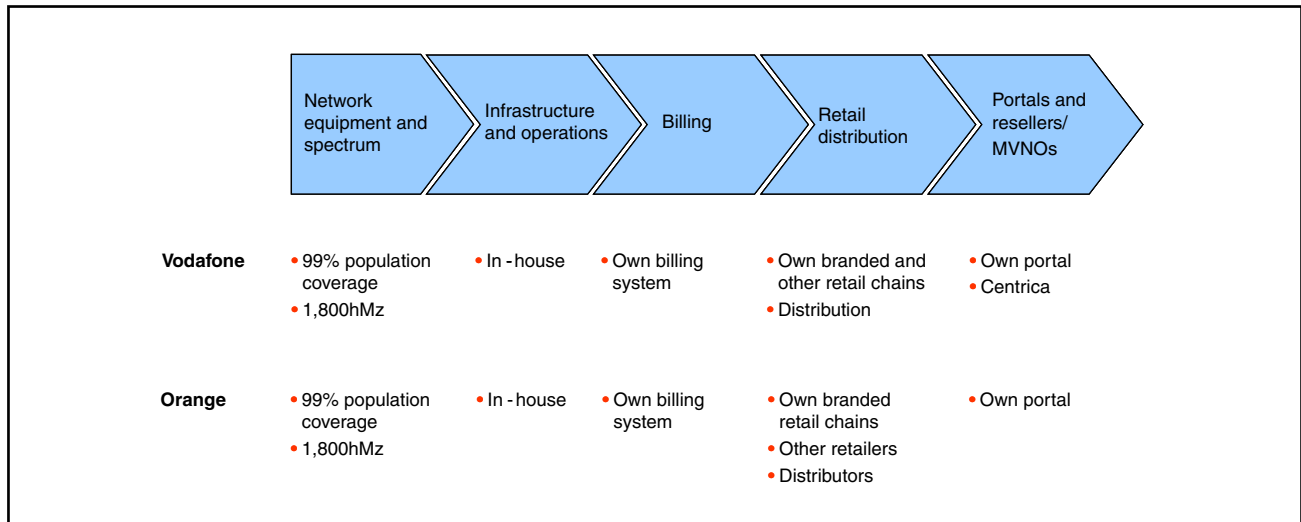 Network
equipment and
spectrum
Infrastructure
and operations
Billing
Retail
distribution
Portals and
resellers/
MVNOs
Vodafone
• 99% population
coverage
• 1,800hMz
• In-house
• Own billing
system
• Own branded and
other retail chains
• Distribution
• Own portal
• Centrica
Orange
• 99% population
coverage
• 1,800hMz
• In-house
• Own billing
system
• Own branded
retail chains
• Other retailers
• Distributors
• Own portal